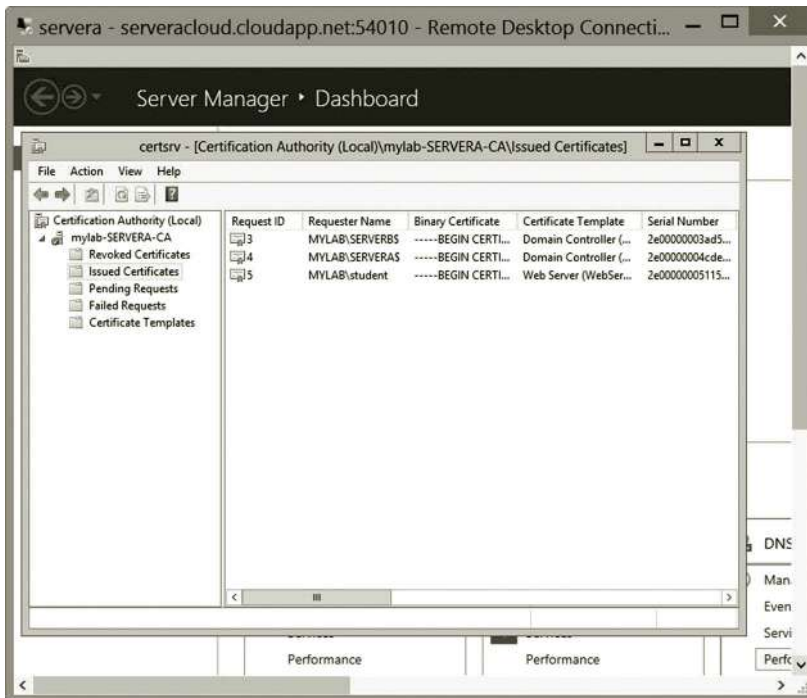 servera - serveracloud.cloudapp.net:54010 - Remote Desktop Connecti...
Server Manager • Dashboard
certsrv - [Certification Authority (Local)\mylab-SERVERA-CA\Issued Certificates]
File Action View Help
Certification Authority (Local)
mylab-SERVERA-CA
Revoked Certificates
Issued Certificates
Pending Requests
Failed Requests
Certificate Templates
Request ID Requester Name Binary Certificate Certificate Template Serial Number
3 MYLAB\SERVERB$ -----BEGIN CERTI... Domain Controller (... 2e00000003ad5...
4 MYLAB\SERVERA$ -----BEGIN CERTI... Domain Controller (... 2e00000004cde...
5 MYLAB\student -----BEGIN CERTI... Web Server (WebSer... 2e00000005115...
DNS
Man
Even
Servi
Performance Performance Perfc